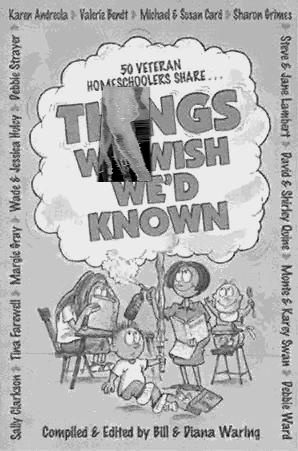 Karen Andreola Valerie Bendt Michael & Susan Card Sharon Grimes
Sally Clarkson Tina Farewell Margie Gray Wade & Jessica Hulcy Debbie Strayer
Steve & Jane Lambert David & Shirley Quine Monte & Karey Swan Debbie Ward
50 VETERAN
HOMESCHOOLERS SHARE...
WISH
WE'D
KNOWN
Compiled & Edited by Bill & Diana Waring